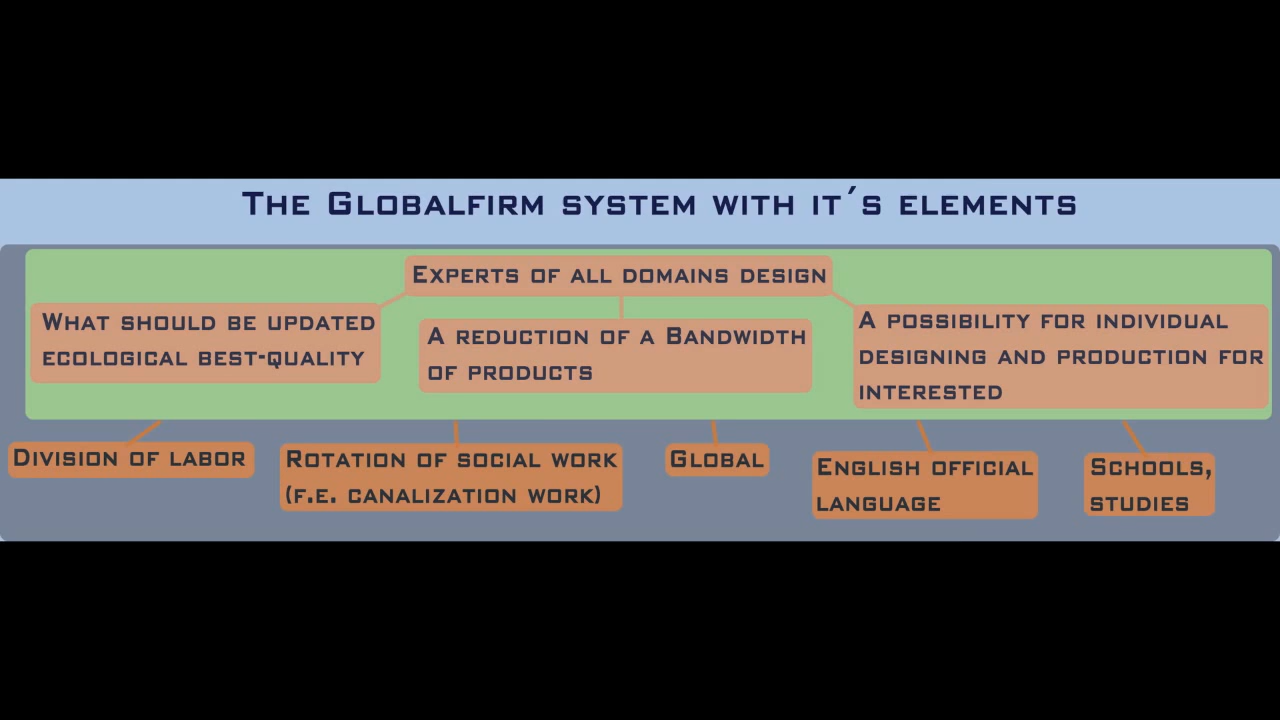 The Globalfirm system with it´s elements
Experts of all domains design
What should be updated
ecological best-quality
A reduction of a Bandwidth
of products
A possibility for individual
designing and production for
interested
Division of labor
Rotation of social work
(f.e. canalization work)
Global
English official
language
Schools,
studies